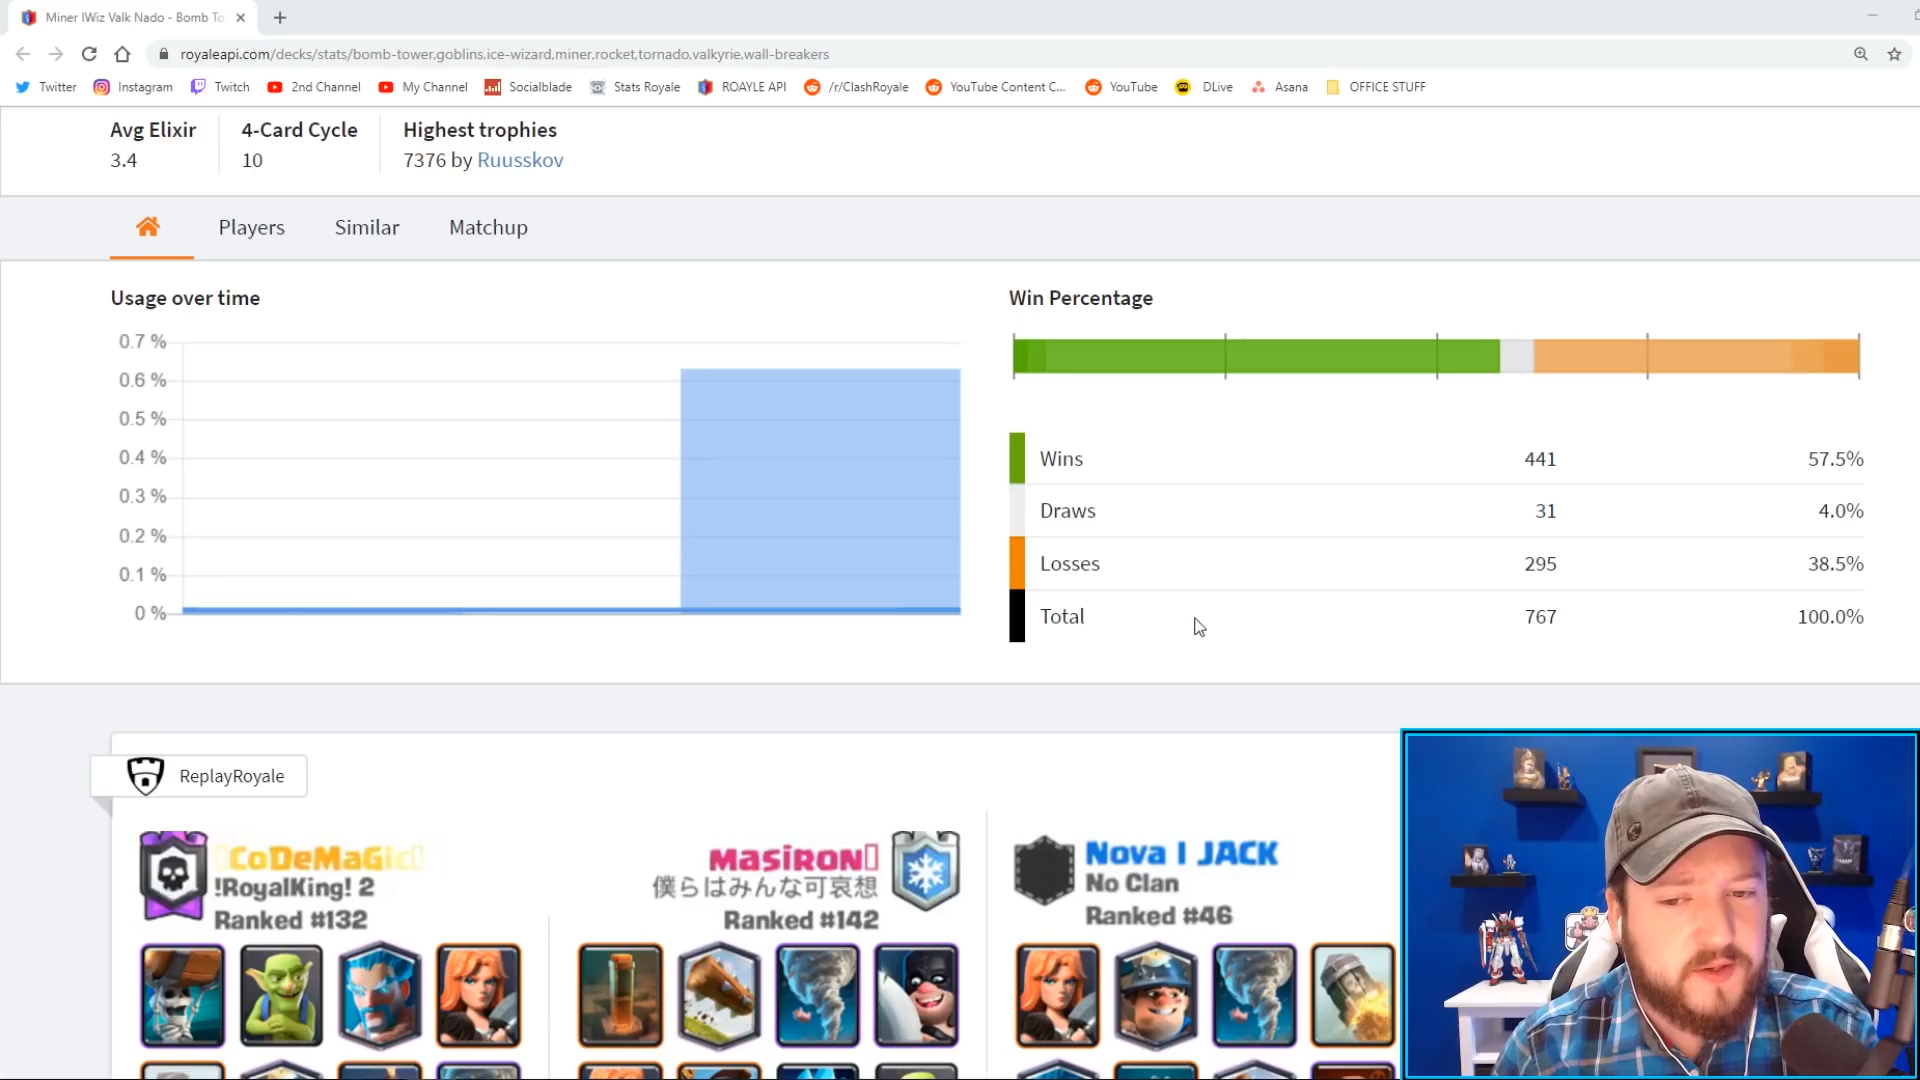 Miner IWiz Valk Nado - Bomb To
royaleapi.com/decks/stats/bomb-tower,goblins,ice-wizard,miner,rocket,tornado,valkyrie,wall-breakers
Twitter Instagram Twitch 2nd Channel My Channel Socialblade Stats Royale ROAYLE API /r/ClashRoyale YouTube Content C... YouTube DLive Asana OFFICE STUFF
Avg Elixir 4-Card Cycle Highest trophies
3.4 10 7376 by Ruusskov
Players Similar Matchup
Usage over time
0.7 %
0.6 %
0.5 %
0.4 %
0.3 %
0.2 %
0.1 %
0 %
Win Percentage
Wins 441 57.5%
Draws 31 4.0%
Losses 295 38.5%
Total 767 100.0%
ReplayRoyale
CoDeMaGic
!RoyalKing! 2
Ranked #132
MasiRON
僕らはみんな可哀想
Ranked #142
Nova I JACK
No Clan
Ranked #46